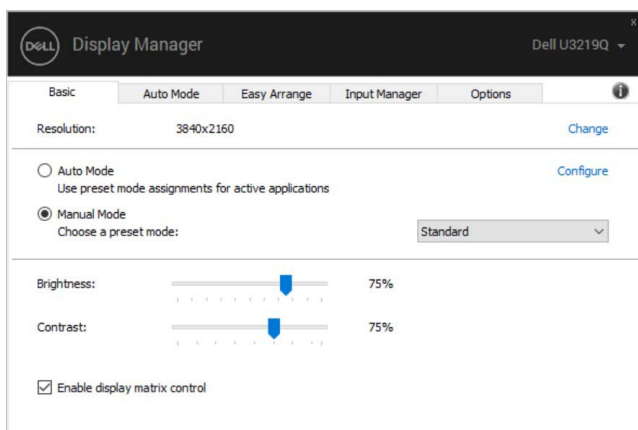 DELL Display Manager Dell U3219Q
x
Basic Auto Mode Easy Arrange Input Manager Options
Resolution: 3840x2160 Change
Auto Mode Configure
Use preset mode assignments for active applications
Manual Mode
Choose a preset mode: Standard
Brightness: 75%
Contrast: 75%
Enable display matrix control